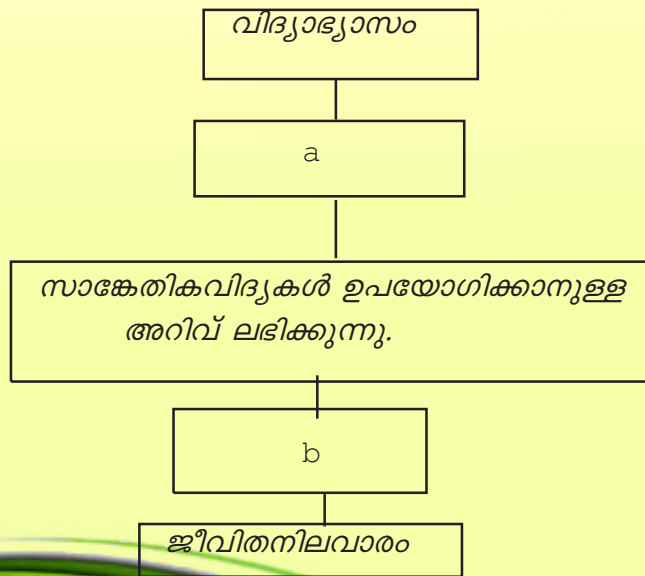 വിദ്യാഭ്യാസം
a
സാങ്കേതികവിദ്യകൾ ഉപയോഗിക്കാനുള്ള
അറിവ് ലഭിക്കുന്നു.
b
ജീവിതനിലവാരം